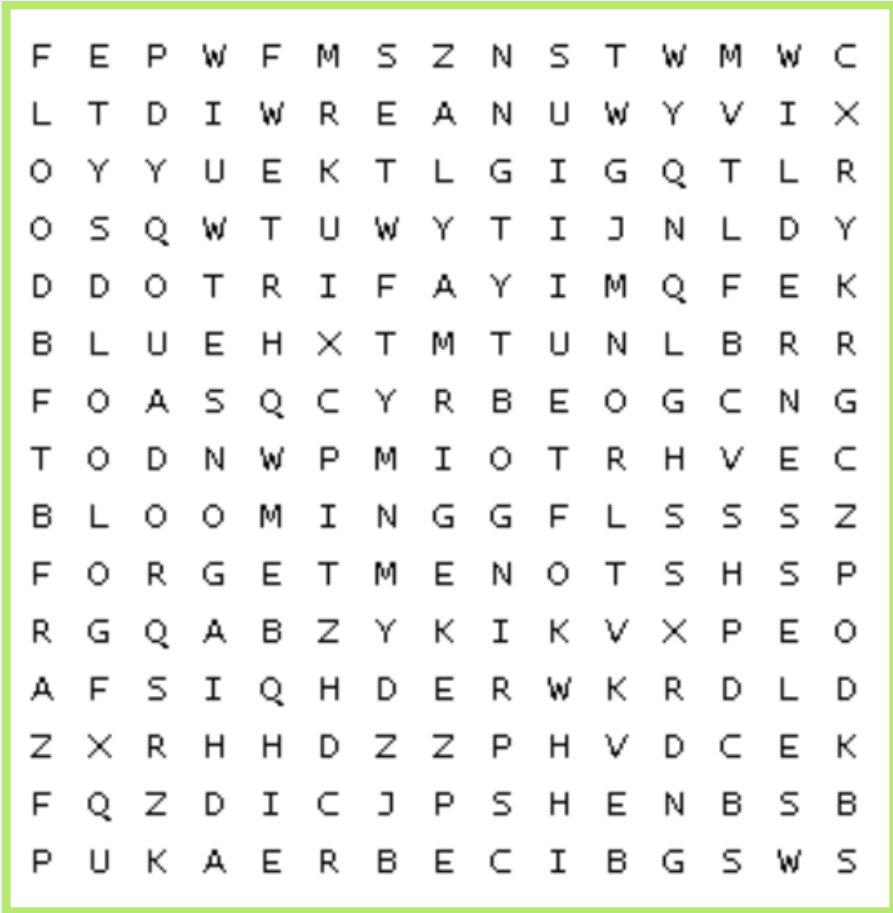 F E P W F M S Z N S T W M W C
L T D I W R E A N U W Y V I X
O Y Y U E K T L G I G Q T L R
O S Q W T U W Y T I J N L D Y
D D O T R I F A Y I M Q F E K
B L U E H X T M T U N L B R R
F O A S Q C Y R B E O G C N G
T O D N W P M I O T R H V E C
B L O O M I N G G F L S S S Z
F O R G E T M E N O T S H S P
R G Q A B Z Y K I K V X P E O
A F S I Q H D E R W K R D L D
Z X R H H D Z Z P H V D C E K
F Q Z D I C J P S H E N B S B
P U K A E R B E C I B G S W S